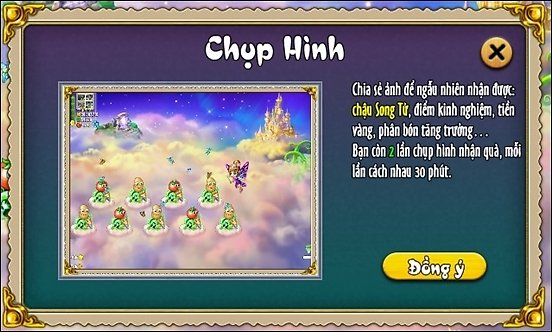 Chụp Hình
Chia sẻ ảnh để ngẫu nhiên nhận được:
chậu Song Tử, điểm kinh nghiệm, tiền
vàng, phân bón tăng trưởng . . .
Bạn còn 2 lần chụp hình nhận quà, mỗi
lần cách nhau 30 phút.
Đồng ý